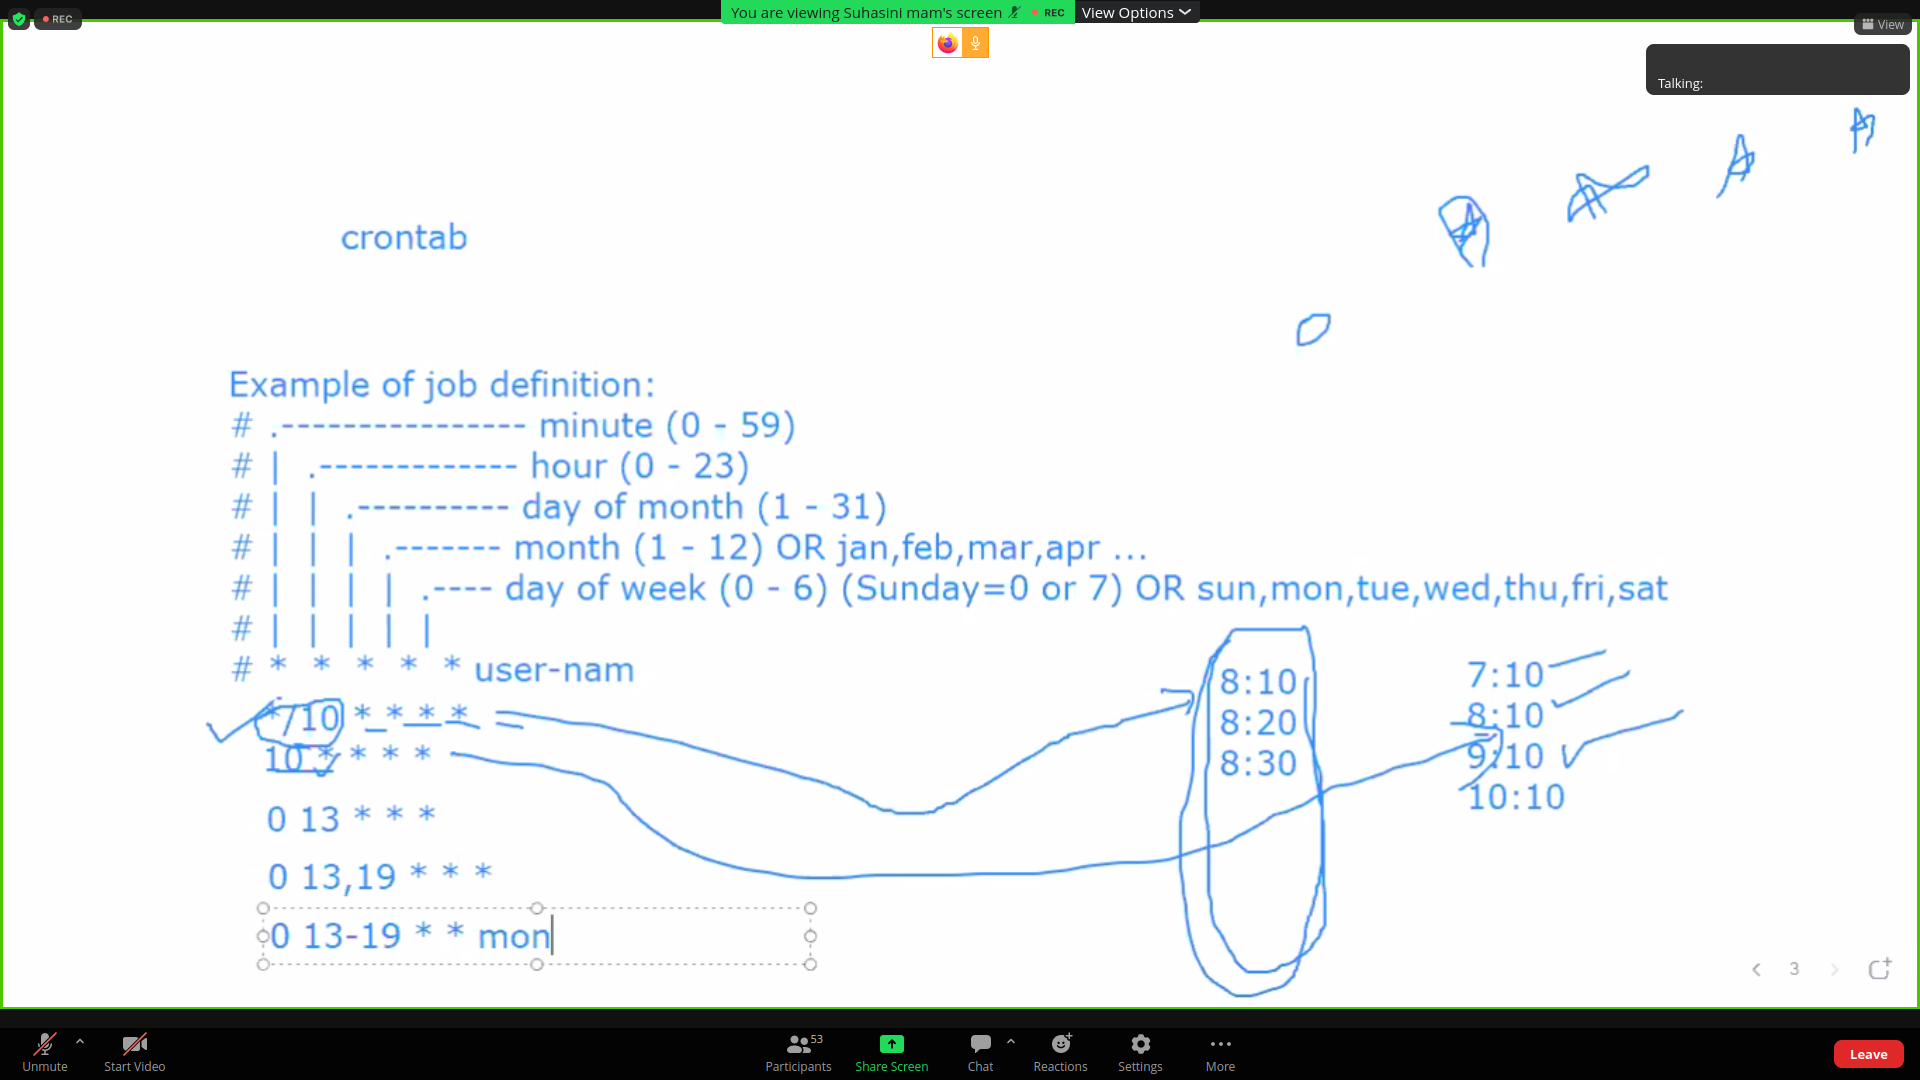 REC
You are viewing Suhasini mam's screen
REC
View Options
View
Talking:
crontab
Example of job definition:
# .---------------- minute (0 - 59)
# | .------------- hour (0 - 23)
# | | .---------- day of month (1 - 31)
# | | | .------- month (1 - 12) OR jan,feb,mar,apr ...
# | | | | .---- day of week (0 - 6) (Sunday=0 or 7) OR sun,mon,tue,wed,thu,fri,sat
# | | | | |
# * * * * * user-nam
*/10 * * * *
10 * * * *
0 13 * * *
0 13,19 * * *
0 13-19 * * mon
8:10
8:20
8:30
7:10
8:10
9:10
10:10
3
Unmute
Start Video
53
Participants
Share Screen
Chat
Reactions
Settings
More
Leave